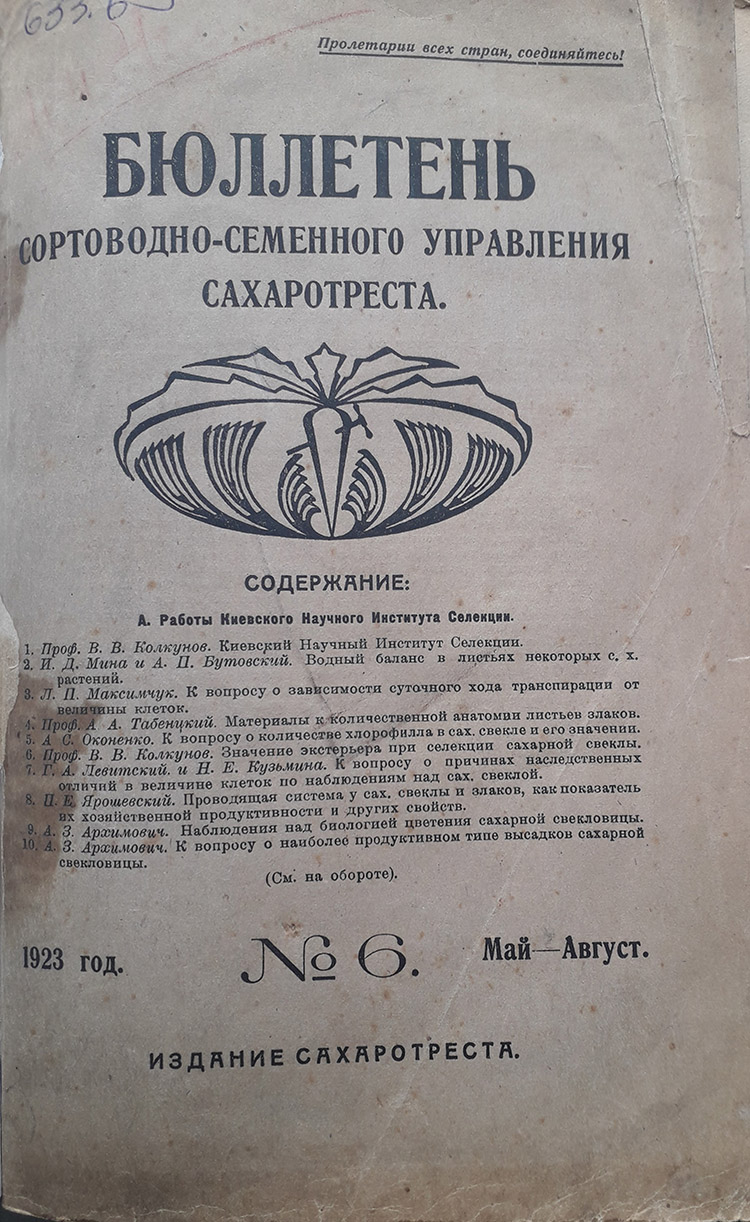 633.6
Пролетарии всех стран, соединяйтесь!
БЮЛЛЕТЕНЬ
СОРТОВОДНО-СЕМЕННОГО УПРАВЛЕНИЯ
САХАРОТРЕСТА.
СОДЕРЖАНИЕ:
А. Работы Киевского Научного Института Селекции.
1. Проф. В. В. Колкунов. Киевский Научный Институт Селекции.
2. И. Д. Мина и А. П. Бутовский. Водный баланс в листьях некоторых с. х.
растений.
3. Л. П. Максимчук. К вопросу о зависимости суточного хода транспирации от
величины клеток.
4. Проф. А А. Табенцкий. Материалы к количественной анатомии листьев злаков.
5. А С. Оконенко. К вопросу о количестве хлорофилла в сах. свекле и его значении.
6. Проф. В. В. Колкунов. Значение экстерьера при селекции сахарной свеклы.
7. Г. А. Левитский. и Н. Е. Кузьмина. К вопросу о причинах наследственных
отличий в величине клеток по наблюдениям над сах. свеклой.
8. П. Е. Ярошевский. Проводящая система у сах. свеклы и злаков, как показатель
их хозяйственной продуктивности и других свойств.
9. А. З. Архимович. Наблюдения над биологией цветения сахарной свекловицы.
10. А. З. Архимович. К вопросу о наиболее продуктивном типе высадков сахарной
свекловицы.
(См. на обороте).
1923 год. № 6. Май—Август.
ИЗДАНИЕ САХАРОТРЕСТА.